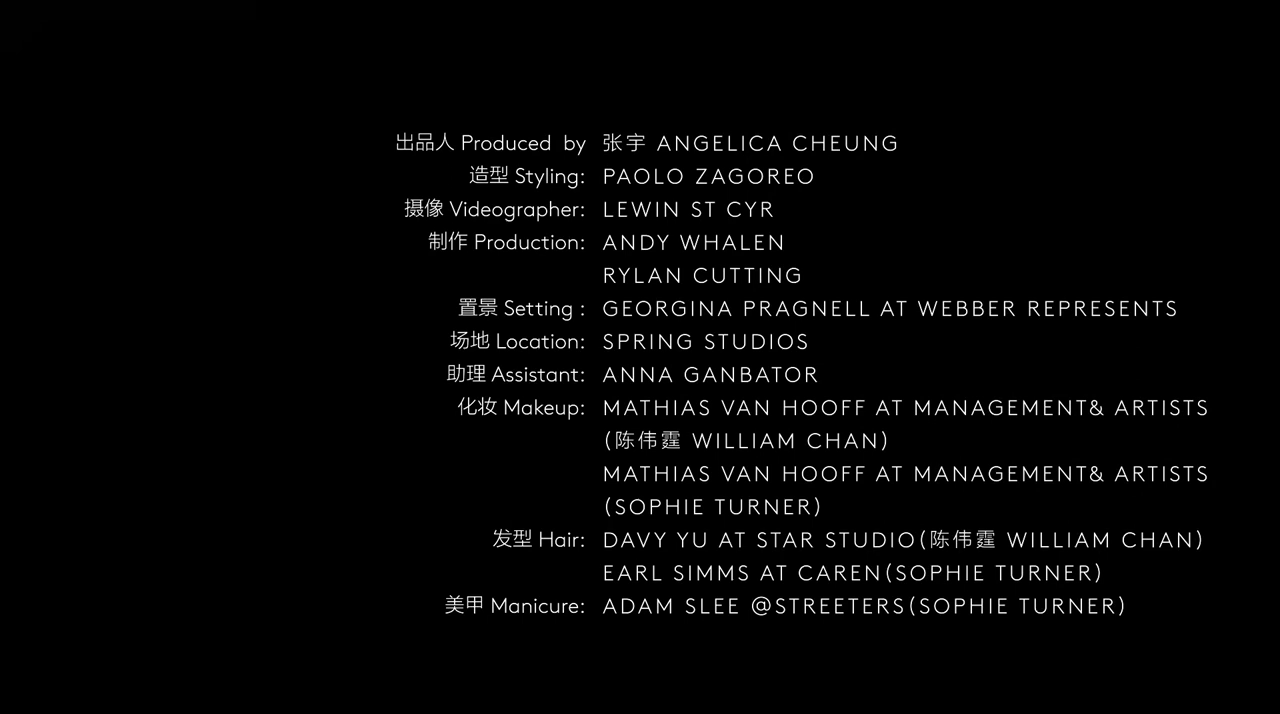 出品人 Produced by 张宇 ANGELICA CHEUNG
造型 Styling: PAOLO ZAGOREO
摄像 Videographer: LEWIN ST CYR
制作 Production: ANDY WHALEN
RYLAN CUTTING
置景 Setting : GEORGINA PRAGNELL AT WEBBER REPRESENTS
场地 Location: SPRING STUDIOS
助理 Assistant: ANNA GANBATOR
化妆 Makeup: MATHIAS VAN HOOFF AT MANAGEMENT& ARTISTS
(陈伟霆 WILLIAM CHAN)
MATHIAS VAN HOOFF AT MANAGEMENT& ARTISTS
(SOPHIE TURNER)
发型 Hair: DAVY YU AT STAR STUDIO(陈伟霆 WILLIAM CHAN)
EARL SIMMS AT CAREN(SOPHIE TURNER)
美甲 Manicure: ADAM SLEE @STREETERS(SOPHIE TURNER)